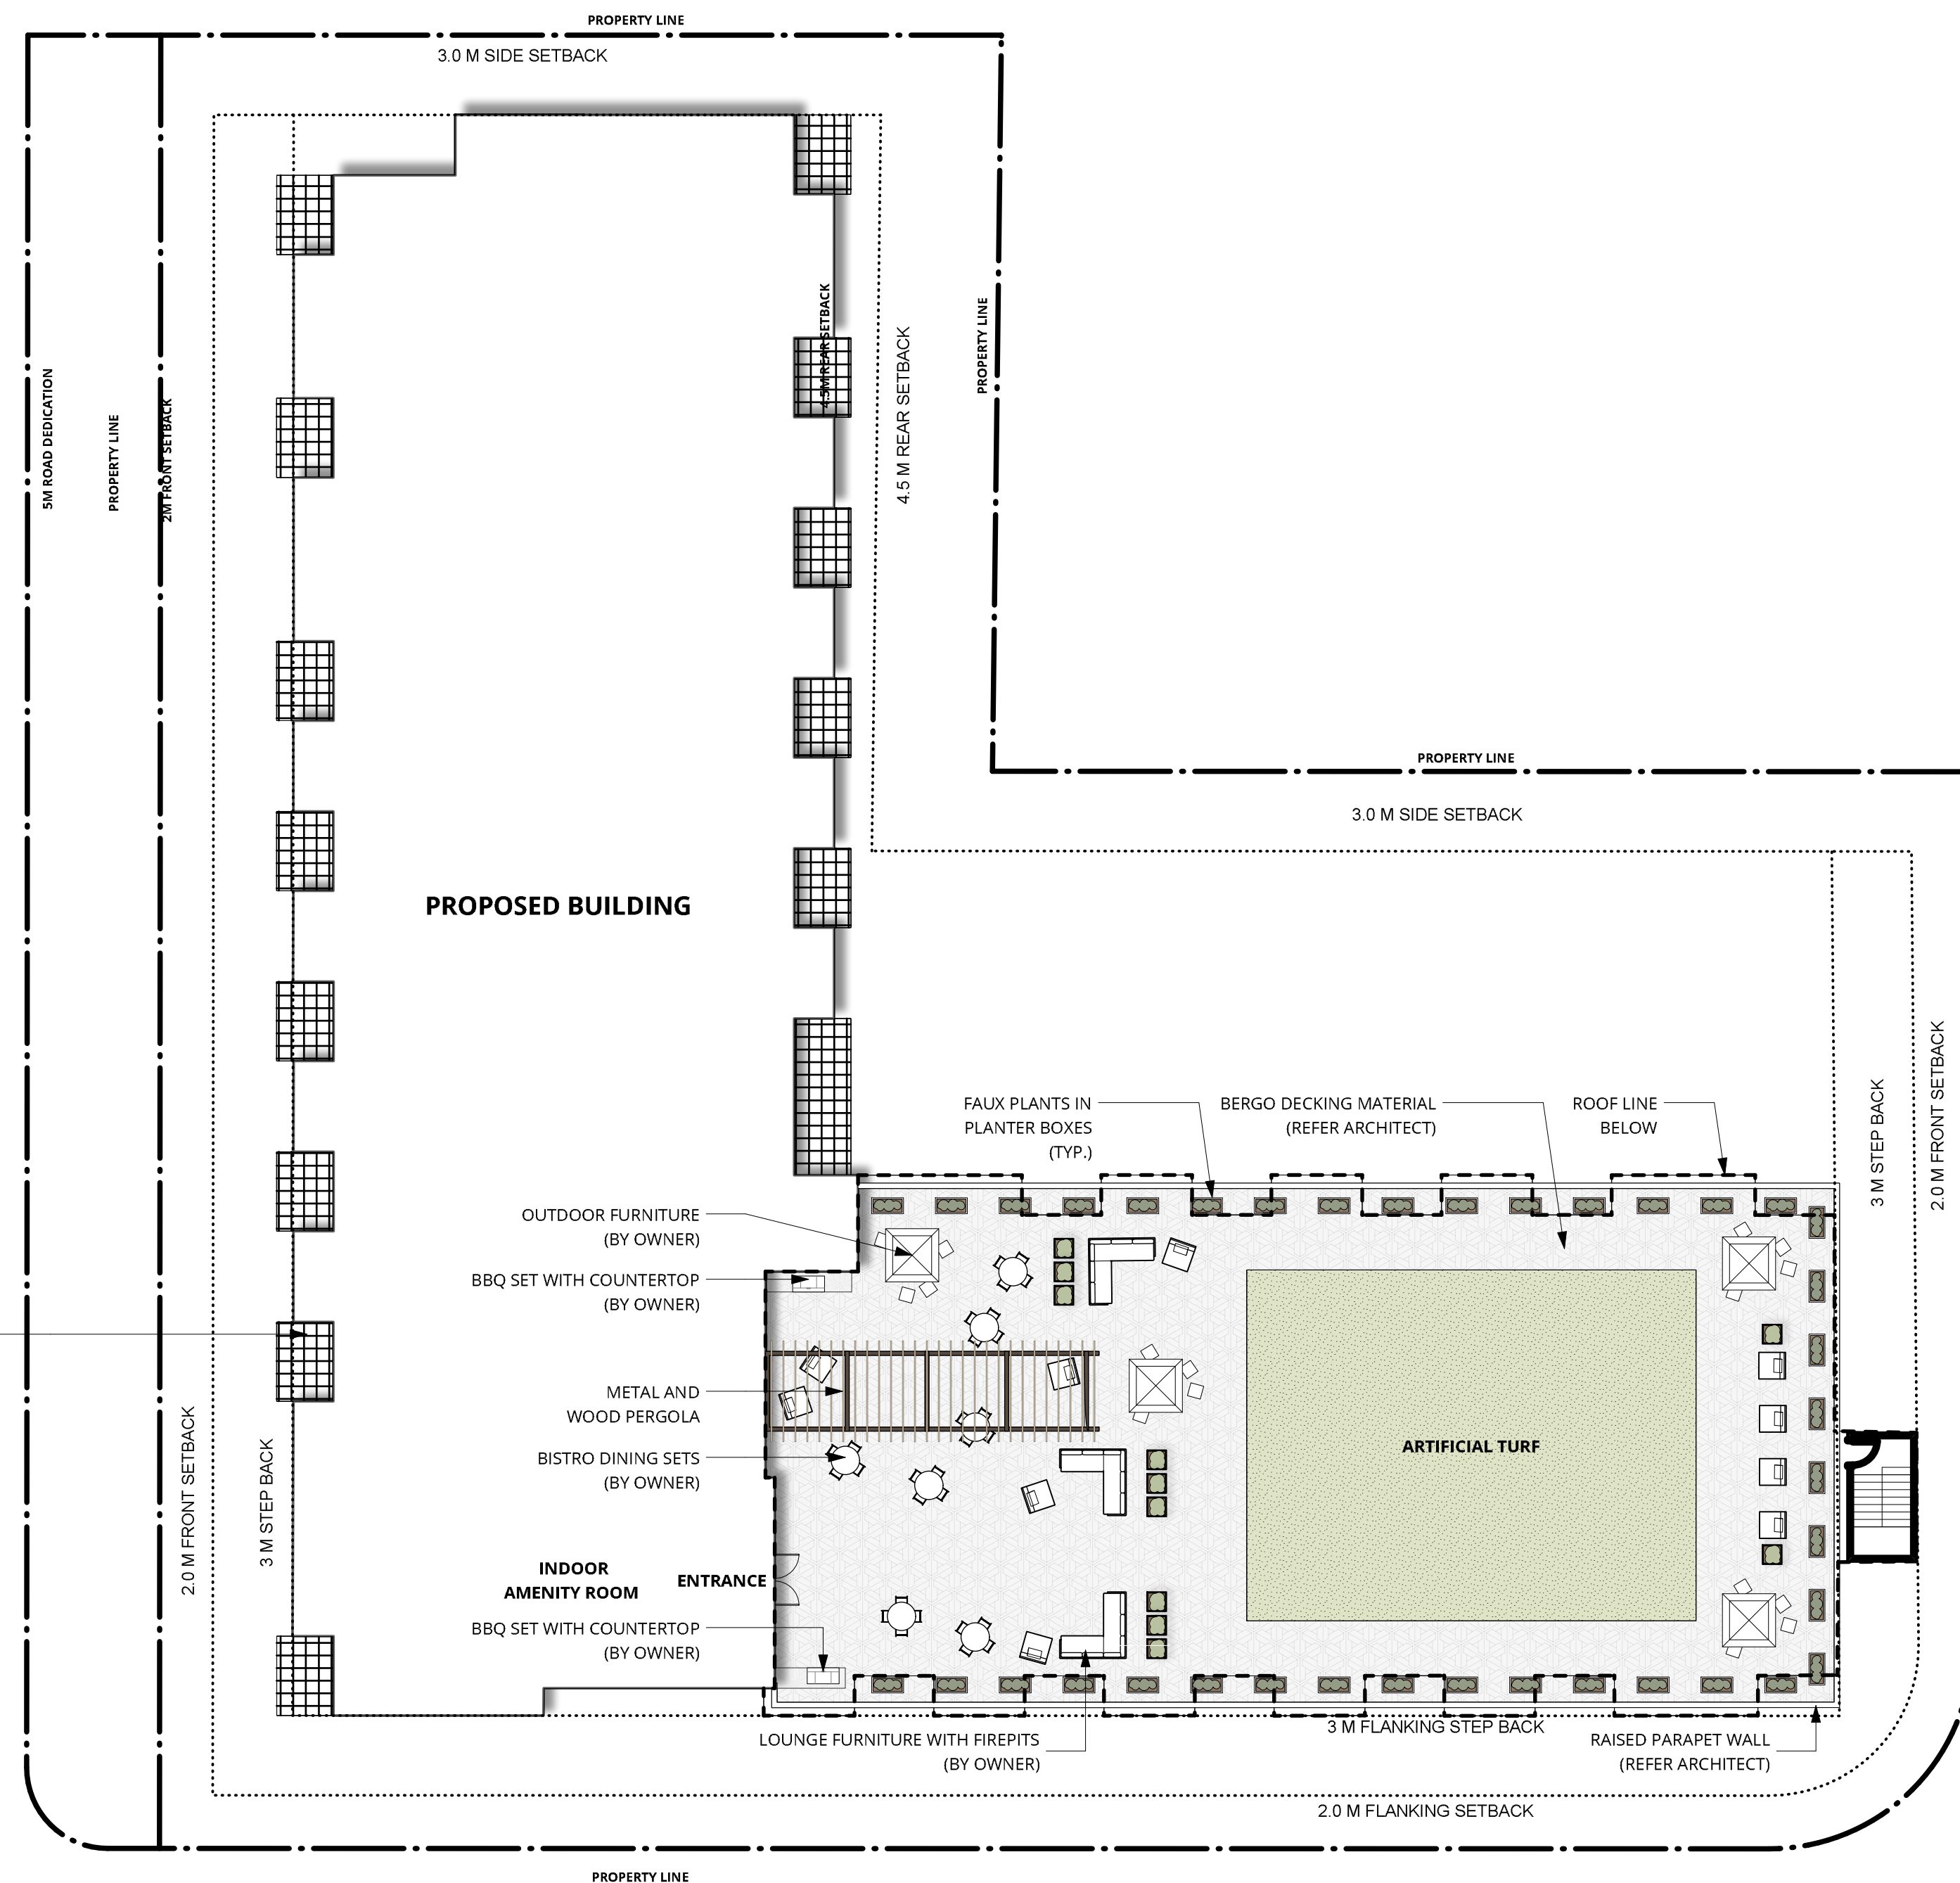 PROPERTY LINE
3.0 M SIDE SETBACK
4.5M REAR SETBACK
4.5 M REAR SETBACK
PROPERTY LINE
5M ROAD DEDICATION
PROPERTY LINE
2M FRONT SETBACK
PROPERTY LINE
3.0 M SIDE SETBACK
PROPOSED BUILDING
FAUX PLANTS IN
PLANTER BOXES
(TYP.)
BERGO DECKING MATERIAL
(REFER ARCHITECT)
ROOF LINE
BELOW
3 M STEP BACK
2.0 M FRONT SETBACK
OUTDOOR FURNITURE
(BY OWNER)
BBQ SET WITH COUNTERTOP
(BY OWNER)
METAL AND
WOOD PERGOLA
BISTRO DINING SETS
(BY OWNER)
ARTIFICIAL TURF
2.0 M FRONT SETBACK
3 M STEP BACK
INDOOR
AMENITY ROOM
ENTRANCE
BBQ SET WITH COUNTERTOP
(BY OWNER)
LOUNGE FURNITURE WITH FIREPITS
(BY OWNER)
3 M FLANKING STEP BACK
RAISED PARAPET WALL
(REFER ARCHITECT)
2.0 M FLANKING SETBACK
PROPERTY LINE